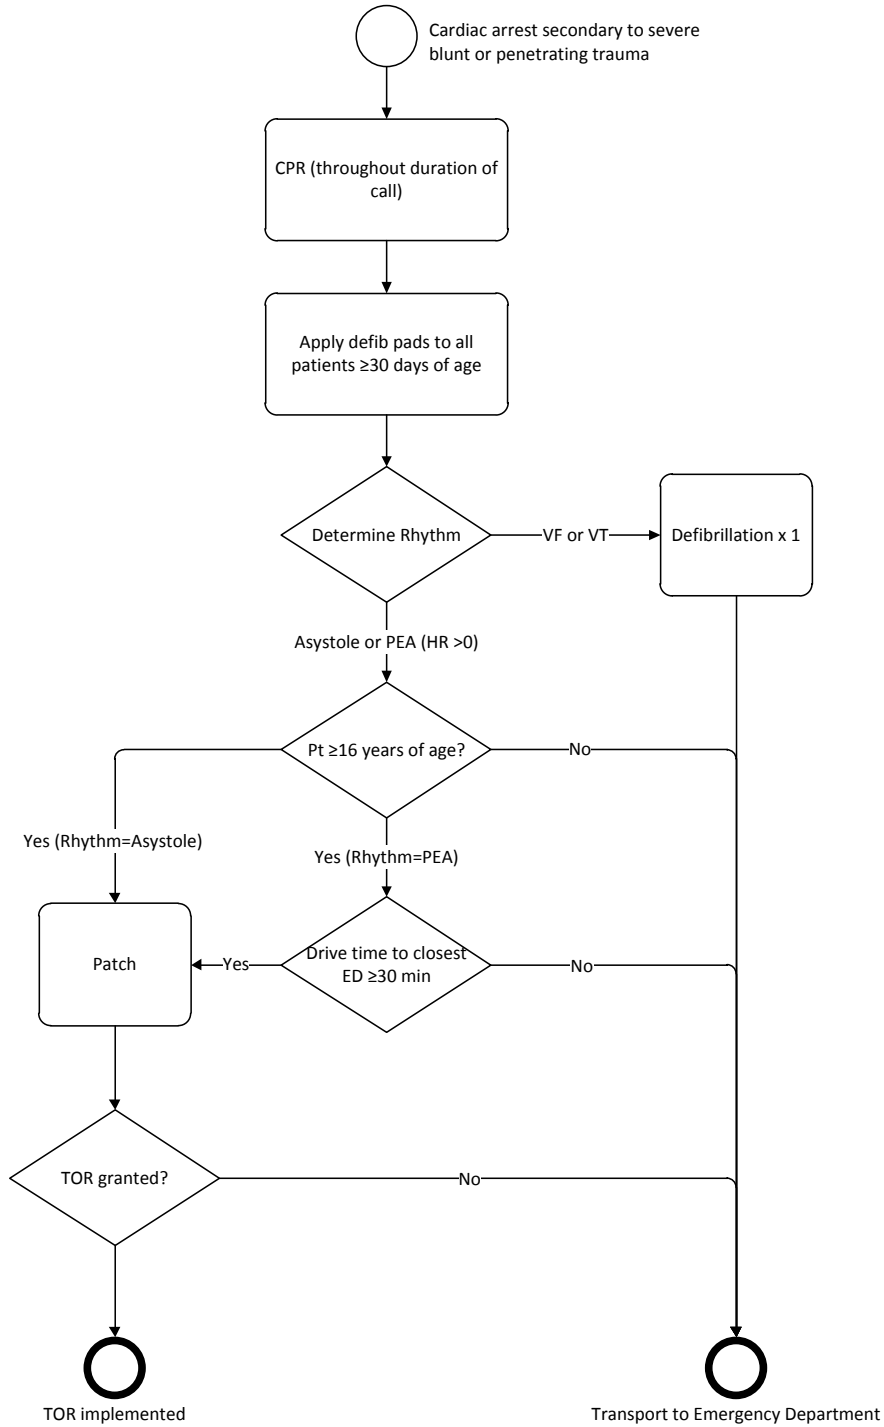 Cardiac arrest secondary to severe
blunt or penetrating trauma
CPR (throughout duration of
call)
Apply defib pads to all
patients ≥30 days of age
Determine Rhythm
VF or VT
Defibrillation x 1
Asystole or PEA (HR >0)
Pt ≥16 years of age?
No
Yes (Rhythm=Asystole)
Yes (Rhythm=PEA)
Patch
Yes
Drive time to closest
ED ≥30 min
No
TOR granted?
No
TOR implemented
Transport to Emergency Department